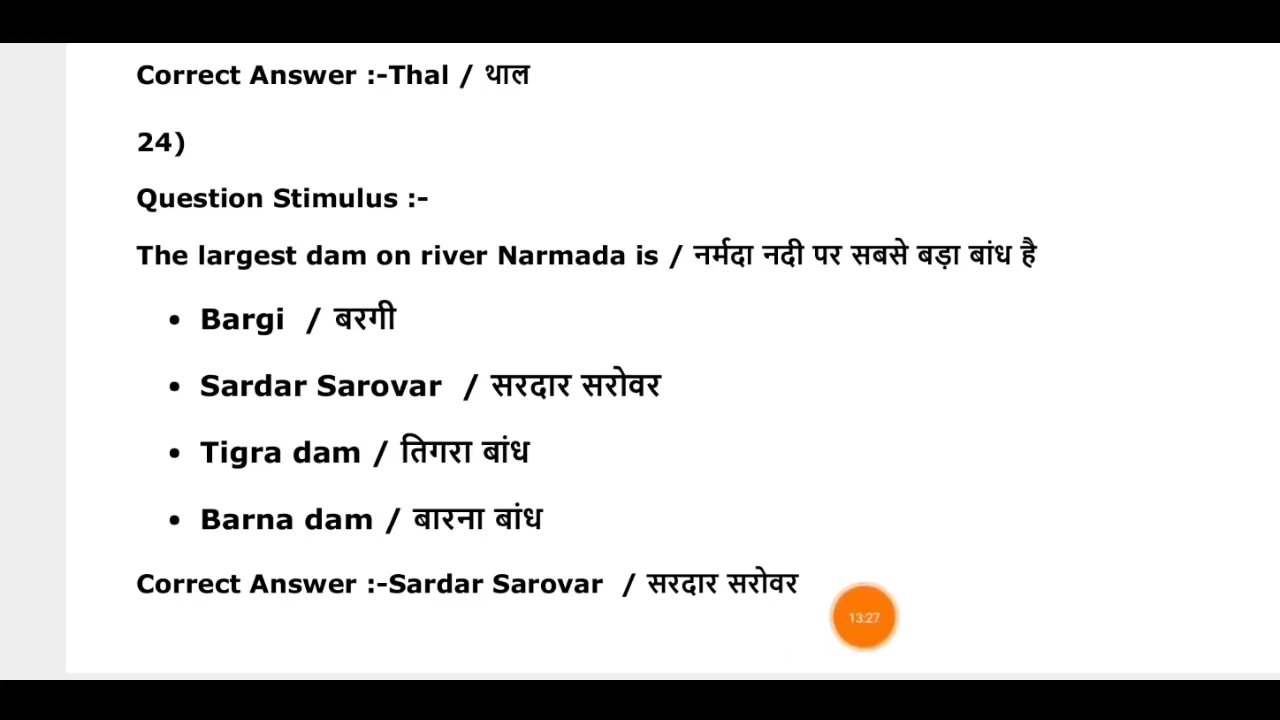 Correct Answer :-Thal / थाल
24)
Question Stimulus :-
The largest dam on river Narmada is / नर्मदा नदी पर सबसे बड़ा बांध है
• Bargi / बरगी
• Sardar Sarovar / सरदार सरोवर
• Tigra dam / तिगरा बांध
• Barna dam / बारना बांध
Correct Answer :-Sardar Sarovar / सरदार सरोवर
13:27